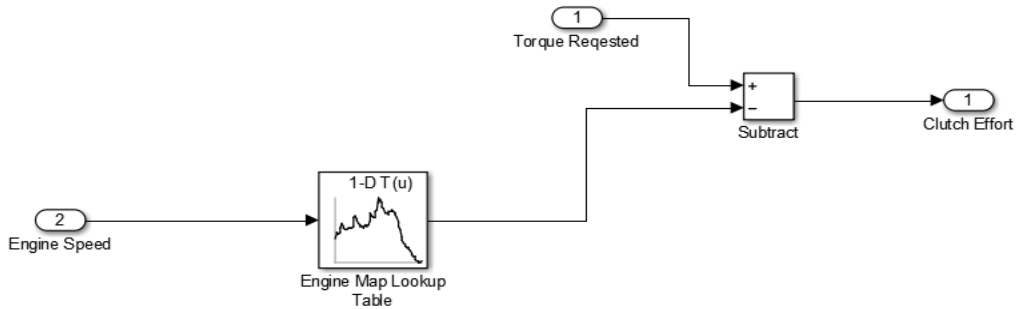 1
Torque Reqested
+
−
Subtract
1
Clutch Effort
1-D T(u)
2
Engine Speed
Engine Map Lookup
Table